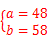 a = 48
b = 58